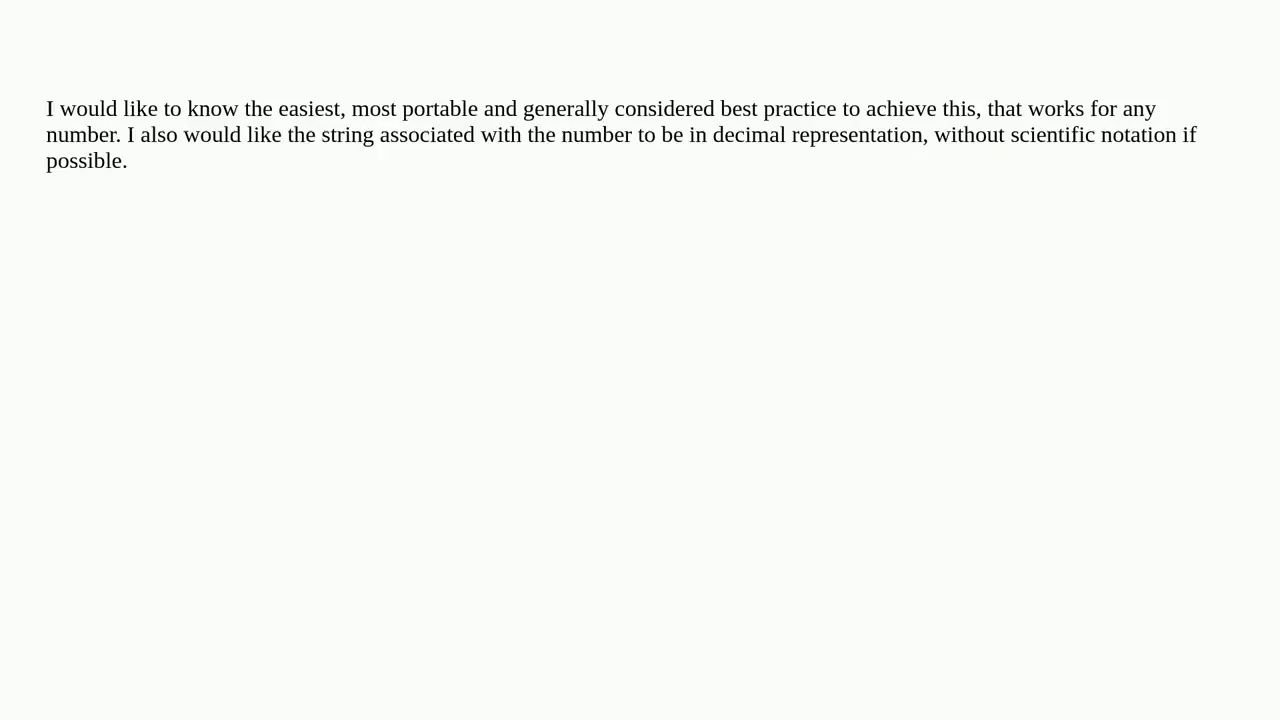 I would like to know the easiest, most portable and generally considered best practice to achieve this, that works for any
number. I also would like the string associated with the number to be in decimal representation, without scientific notation if
possible.